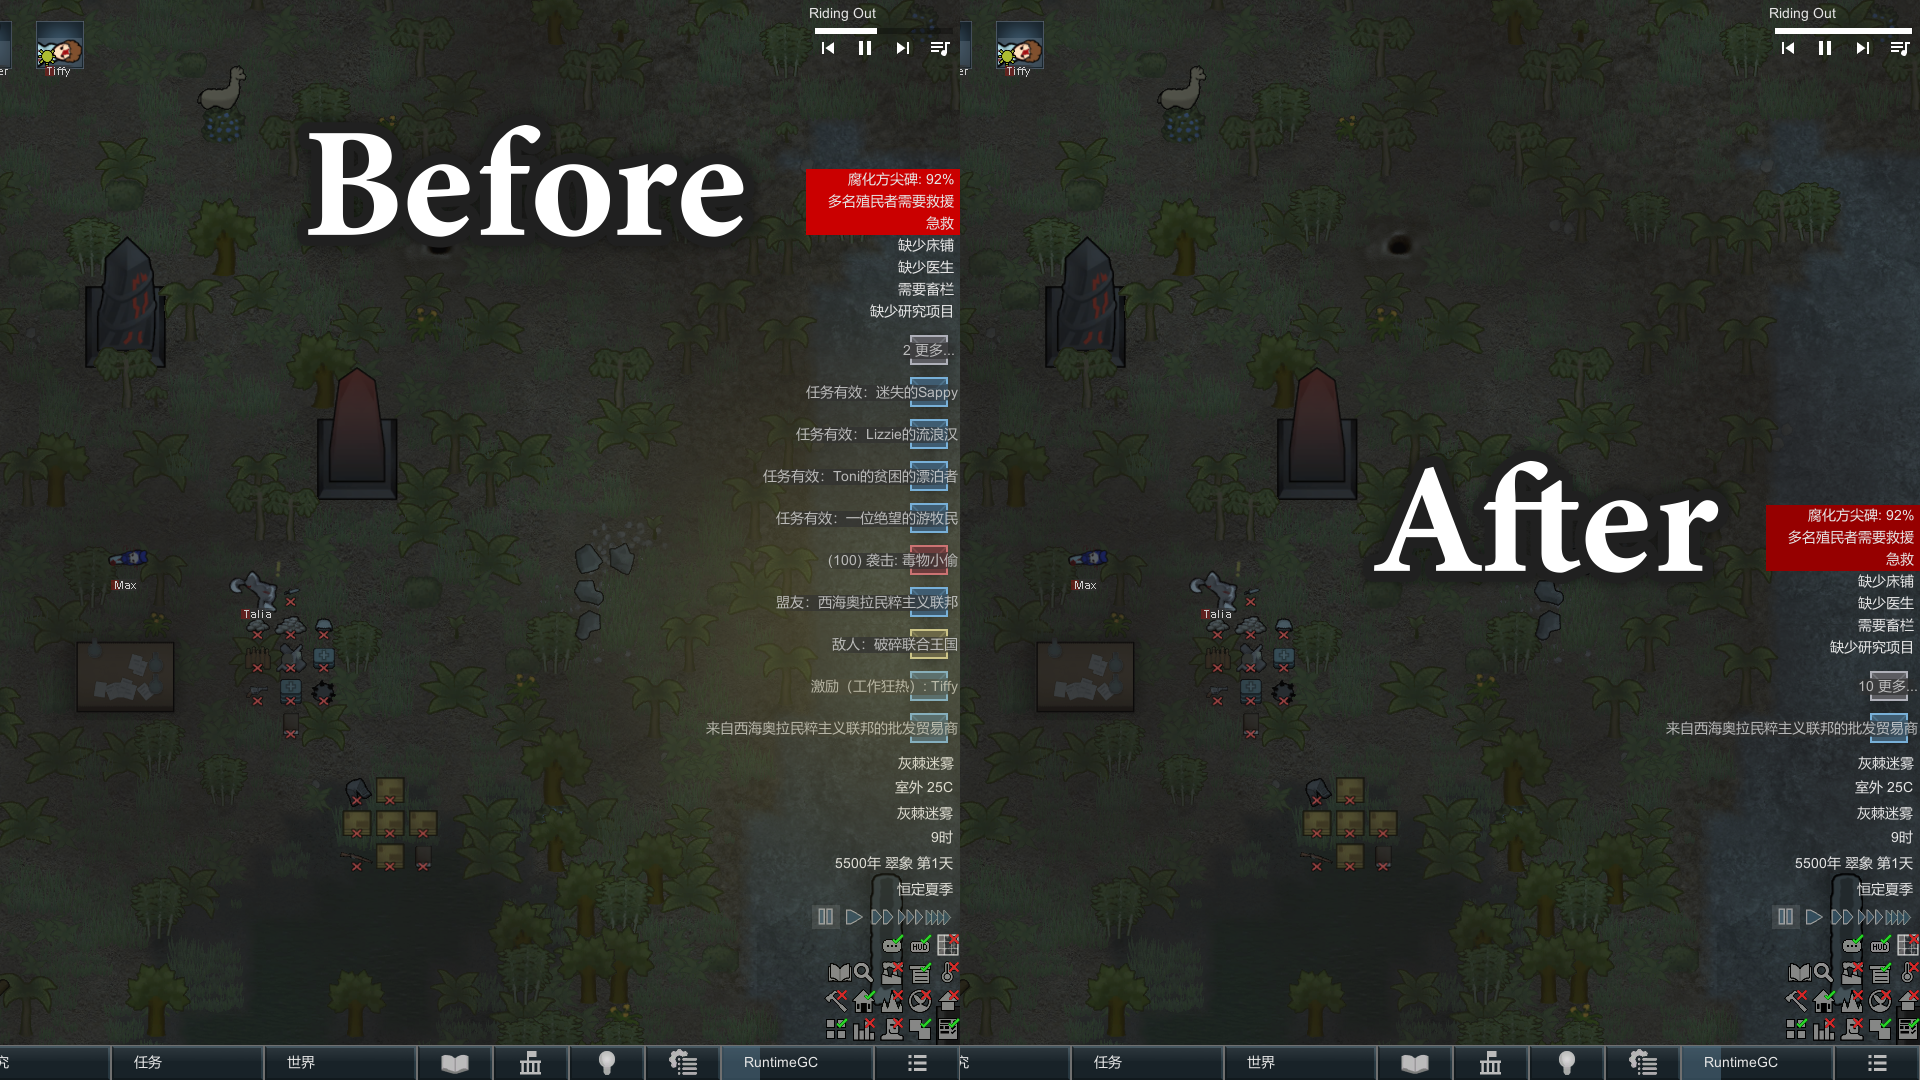 Riding Out
er
Tiffy
Before
腐化方尖碑: 92%
多名殖民者需要救援
急救
缺少床铺
缺少医生
需要畜栏
缺少研究项目
2 更多...
任务有效：迷失的Sappy
任务有效：Lizzie的流浪汉
任务有效：Toni的贫困的漂泊者
任务有效：一位绝望的游牧民
(100) 袭击: 毒物小偷
盟友：西海奥拉民粹主义联邦
敌人：破碎联合王国
激励（工作狂热）: Tiffy
来自西海奥拉民粹主义联邦的批发贸易商
Max
Talia
灰棘迷雾
室外 25C
灰棘迷雾
9时
5500年 翠象 第1天
恒定夏季
HUD
究
任务
世界
RuntimeGC
Riding Out
er
Tiffy
After
腐化方尖碑: 92%
多名殖民者需要救援
急救
缺少床铺
缺少医生
需要畜栏
缺少研究项目
10 更多...
来自西海奥拉民粹主义联邦的批发贸易商
Max
Talia
灰棘迷雾
室外 25C
灰棘迷雾
9时
5500年 翠象 第1天
恒定夏季
HUD
究
任务
世界
RuntimeGC